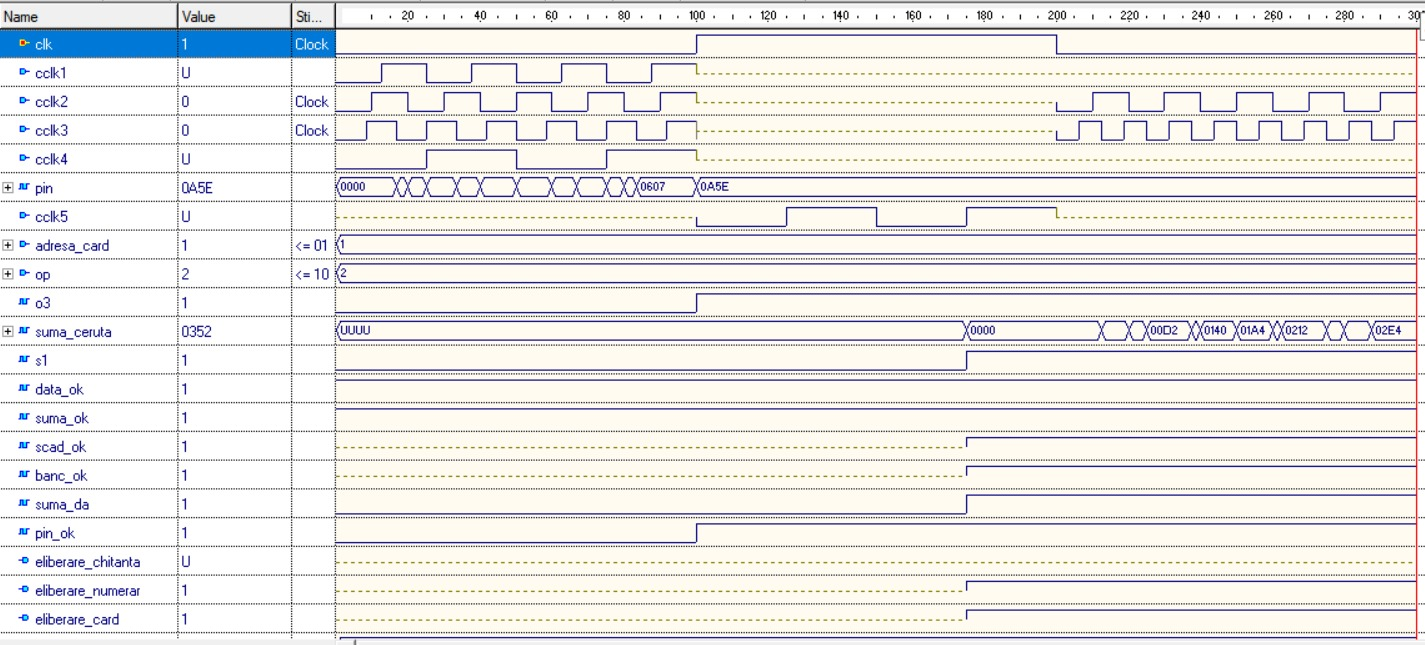 Name Value Sti... 20 40 60 80 100 120 140 160 180 200 220 240 260 280
clk 1 Clock
cclk1 U
cclk2 0 Clock
cclk3 0 Clock
cclk4 U
pin 0A5E 0000 0607 0A5E
cclk5 U
adresa_card 1 <= 01 1
op 2 <= 10 2
o3 1
suma_ceruta 0352 UUUU 0000 00D2 0140 01A4 0212 02E4
s1 1
data_ok 1
suma_ok 1
scad_ok 1
banc_ok 1
suma_da 1
pin_ok 1
eliberare_chitanta U
eliberare_numerar 1
eliberare_card 1